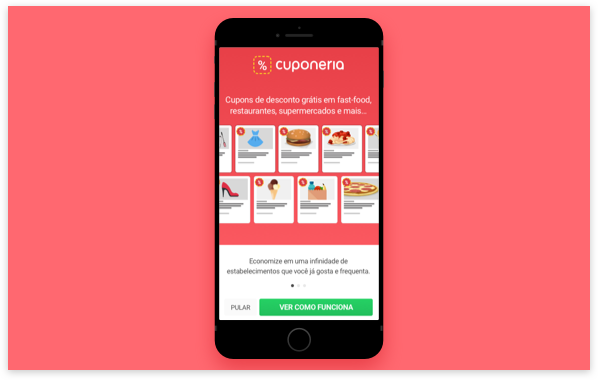 % cuponeria
Cupons de desconto grátis em fast-food,
restaurantes, supermercados e mais...
Economize em uma infinidade de
estabelecimentos que você já gosta e frequenta.
PULAR
VER COMO FUNCIONA